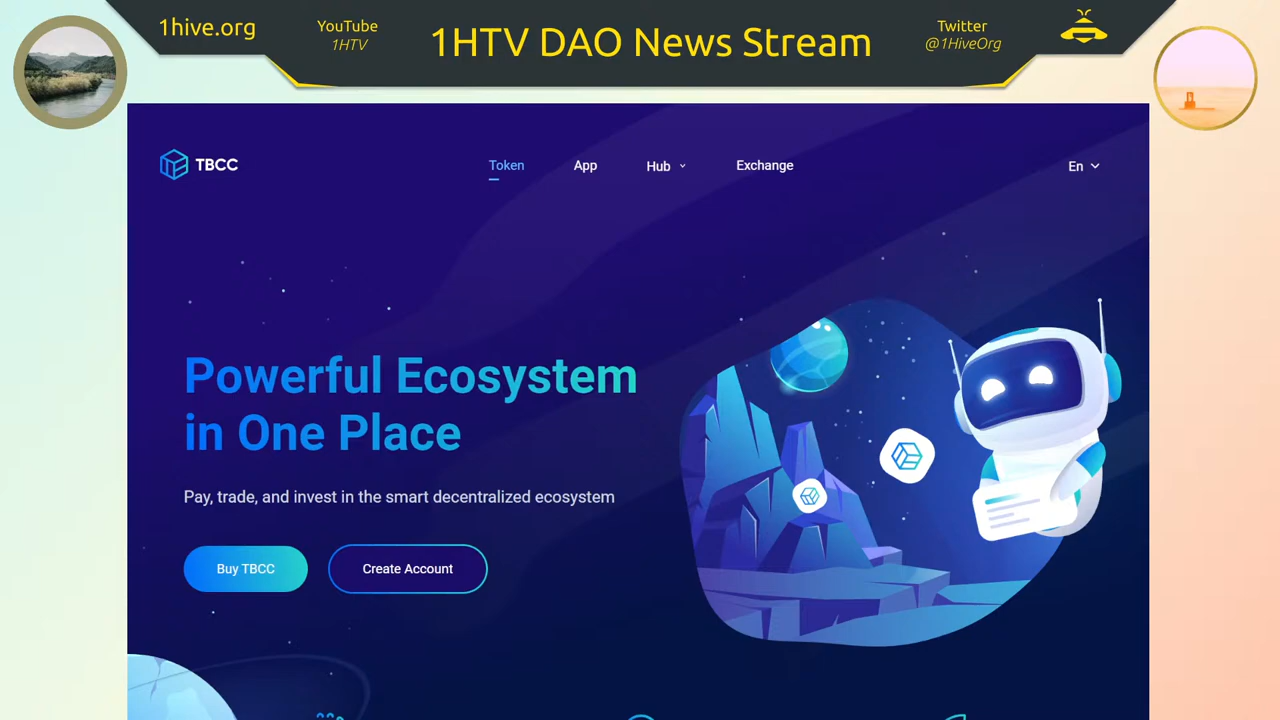 1hive.org
YouTube
1HTV
1HTV DAO News Stream
Twitter
@1HiveOrg
TBCC
Token
App
Hub
Exchange
En
Powerful Ecosystem
in One Place
Pay, trade, and invest in the smart decentralized ecosystem
Buy TBCC
Create Account